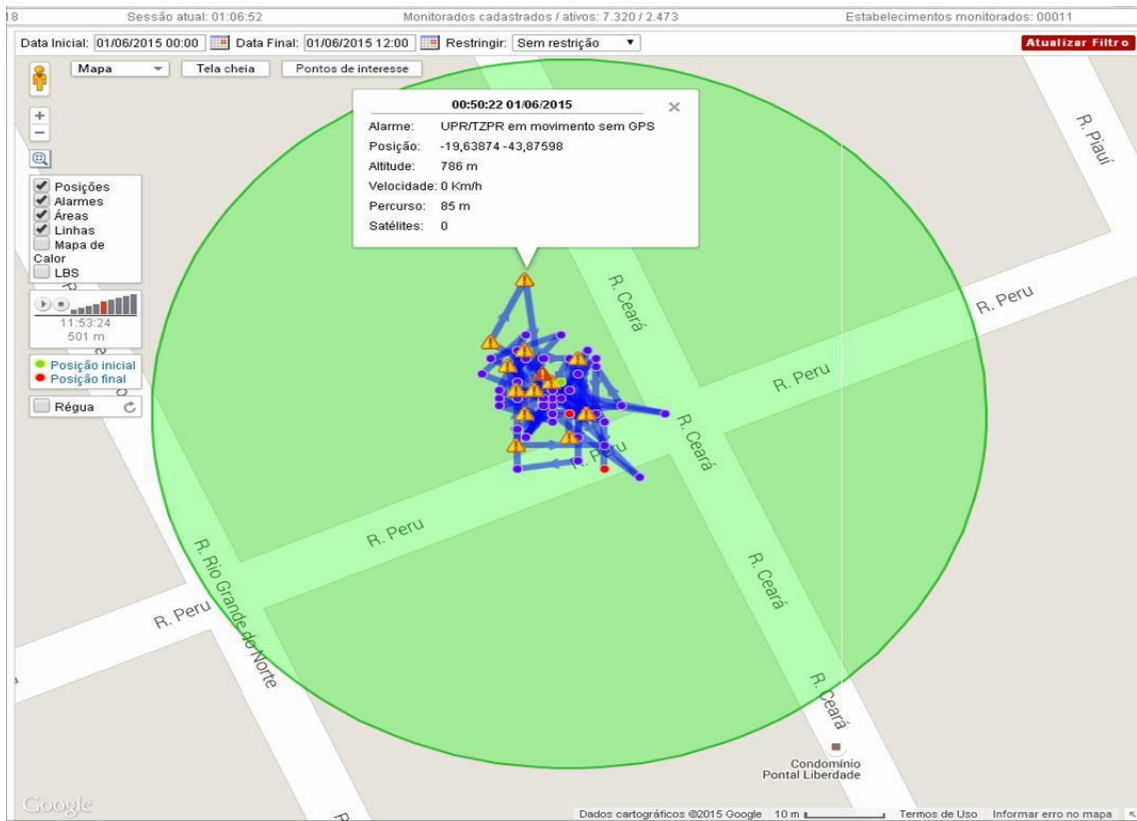 18 Sessão atual: 01:06:52 Monitorados cadastrados / ativos: 7.320 / 2.473 Estabelecimentos monitorados: 00011
Data Inicial: 01/06/2015 00:00 Data Final: 01/06/2015 12:00 Restringir: Sem restrição Atualizar Filtro
Mapa Tela cheia Pontos de interesse
00:50:22 01/06/2015
Alarme: UPR/TZPR em movimento sem GPS
Posição: -19,63874 -43,87598
Altitude: 786 m
Velocidade: 0 Km/h
Percurso: 85 m
Satélites: 0
Posições
Alarmes
Áreas
Linhas
Mapa de
Calor
LBS
11:53:24
501 m
Posição inicial
Posição final
Régua
R. Piauí
R. Ceará
R. Peru
R. Peru
R. Ceará
R. Peru
R. Peru
R. Ceará
R. Rio Grande do Norte
R. Peru
R. Ceará
Condomínio
Pontal Liberdade
Google
Dados cartográficos ©2015 Google 10 m Termos de Uso Informar erro no mapa